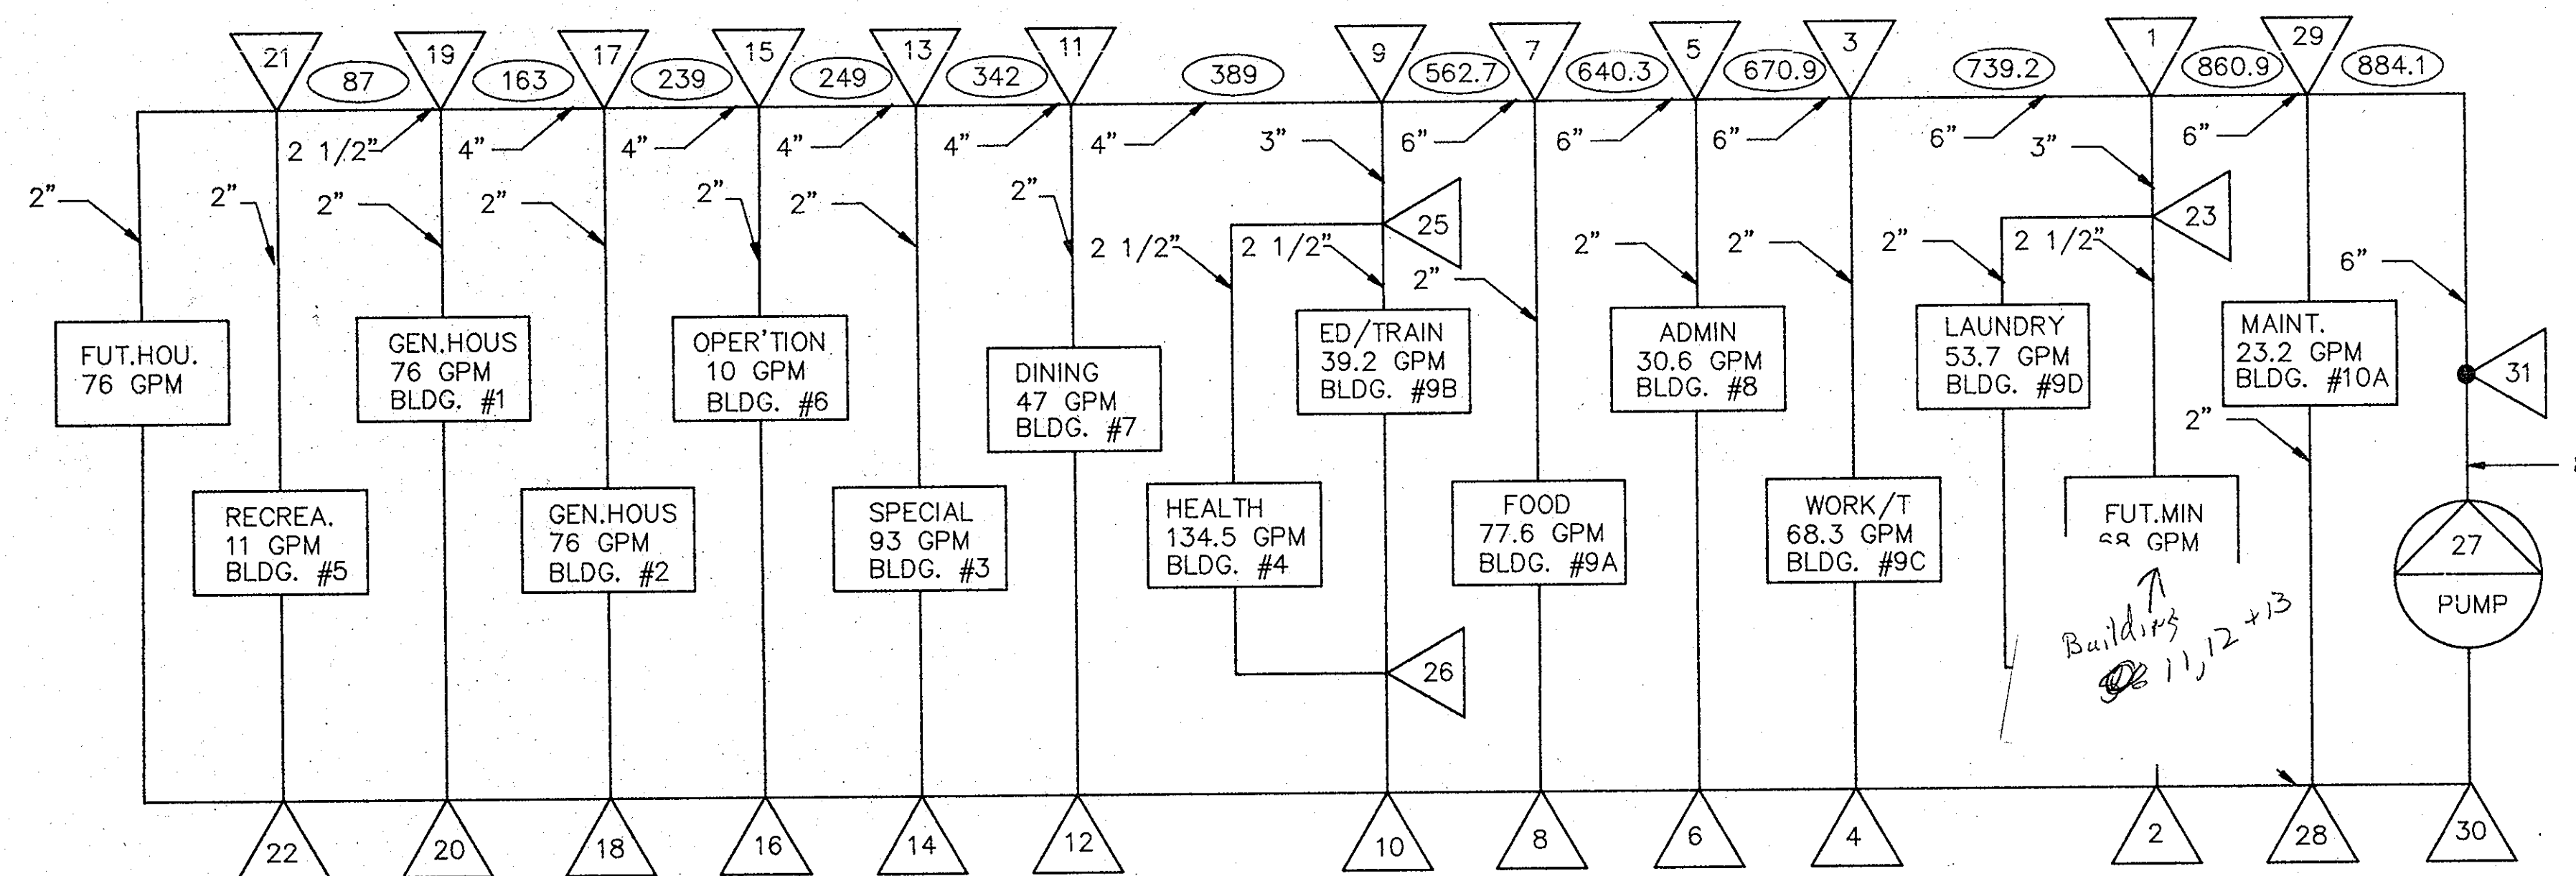 21
19
17
15
13
11
9
7
5
3
1
29
87
163
239
249
342
389
562.7
640.3
670.9
739.2
860.9
884.1
2 1/2"
4"
4"
4"
4"
4"
3"
6"
6"
6"
6"
3"
6"
2"
2"
2"
2"
2"
2"
2"
25
2 1/2"
2 1/2"
2"
2"
2"
2"
2 1/2"
23
6"
FUT.HOU.
76 GPM
GEN.HOUS
76 GPM
BLDG. #1
OPER'TION
10 GPM
BLDG. #6
DINING
47 GPM
BLDG. #7
ED/TRAIN
39.2 GPM
BLDG. #9B
ADMIN
30.6 GPM
BLDG. #8
LAUNDRY
53.7 GPM
BLDG. #9D
MAINT.
23.2 GPM
BLDG. #10A
31
2"
RECREA.
11 GPM
BLDG. #5
GEN.HOUS
76 GPM
BLDG. #2
SPECIAL
93 GPM
BLDG. #3
HEALTH
134.5 GPM
BLDG. #4
FOOD
77.6 GPM
BLDG. #9A
WORK/T
68.3 GPM
BLDG. #9C
FUT.MIN
68 GPM
27
PUMP
Building
11, 12 + 13
26
22
20
18
16
14
12
10
8
6
4
2
28
30